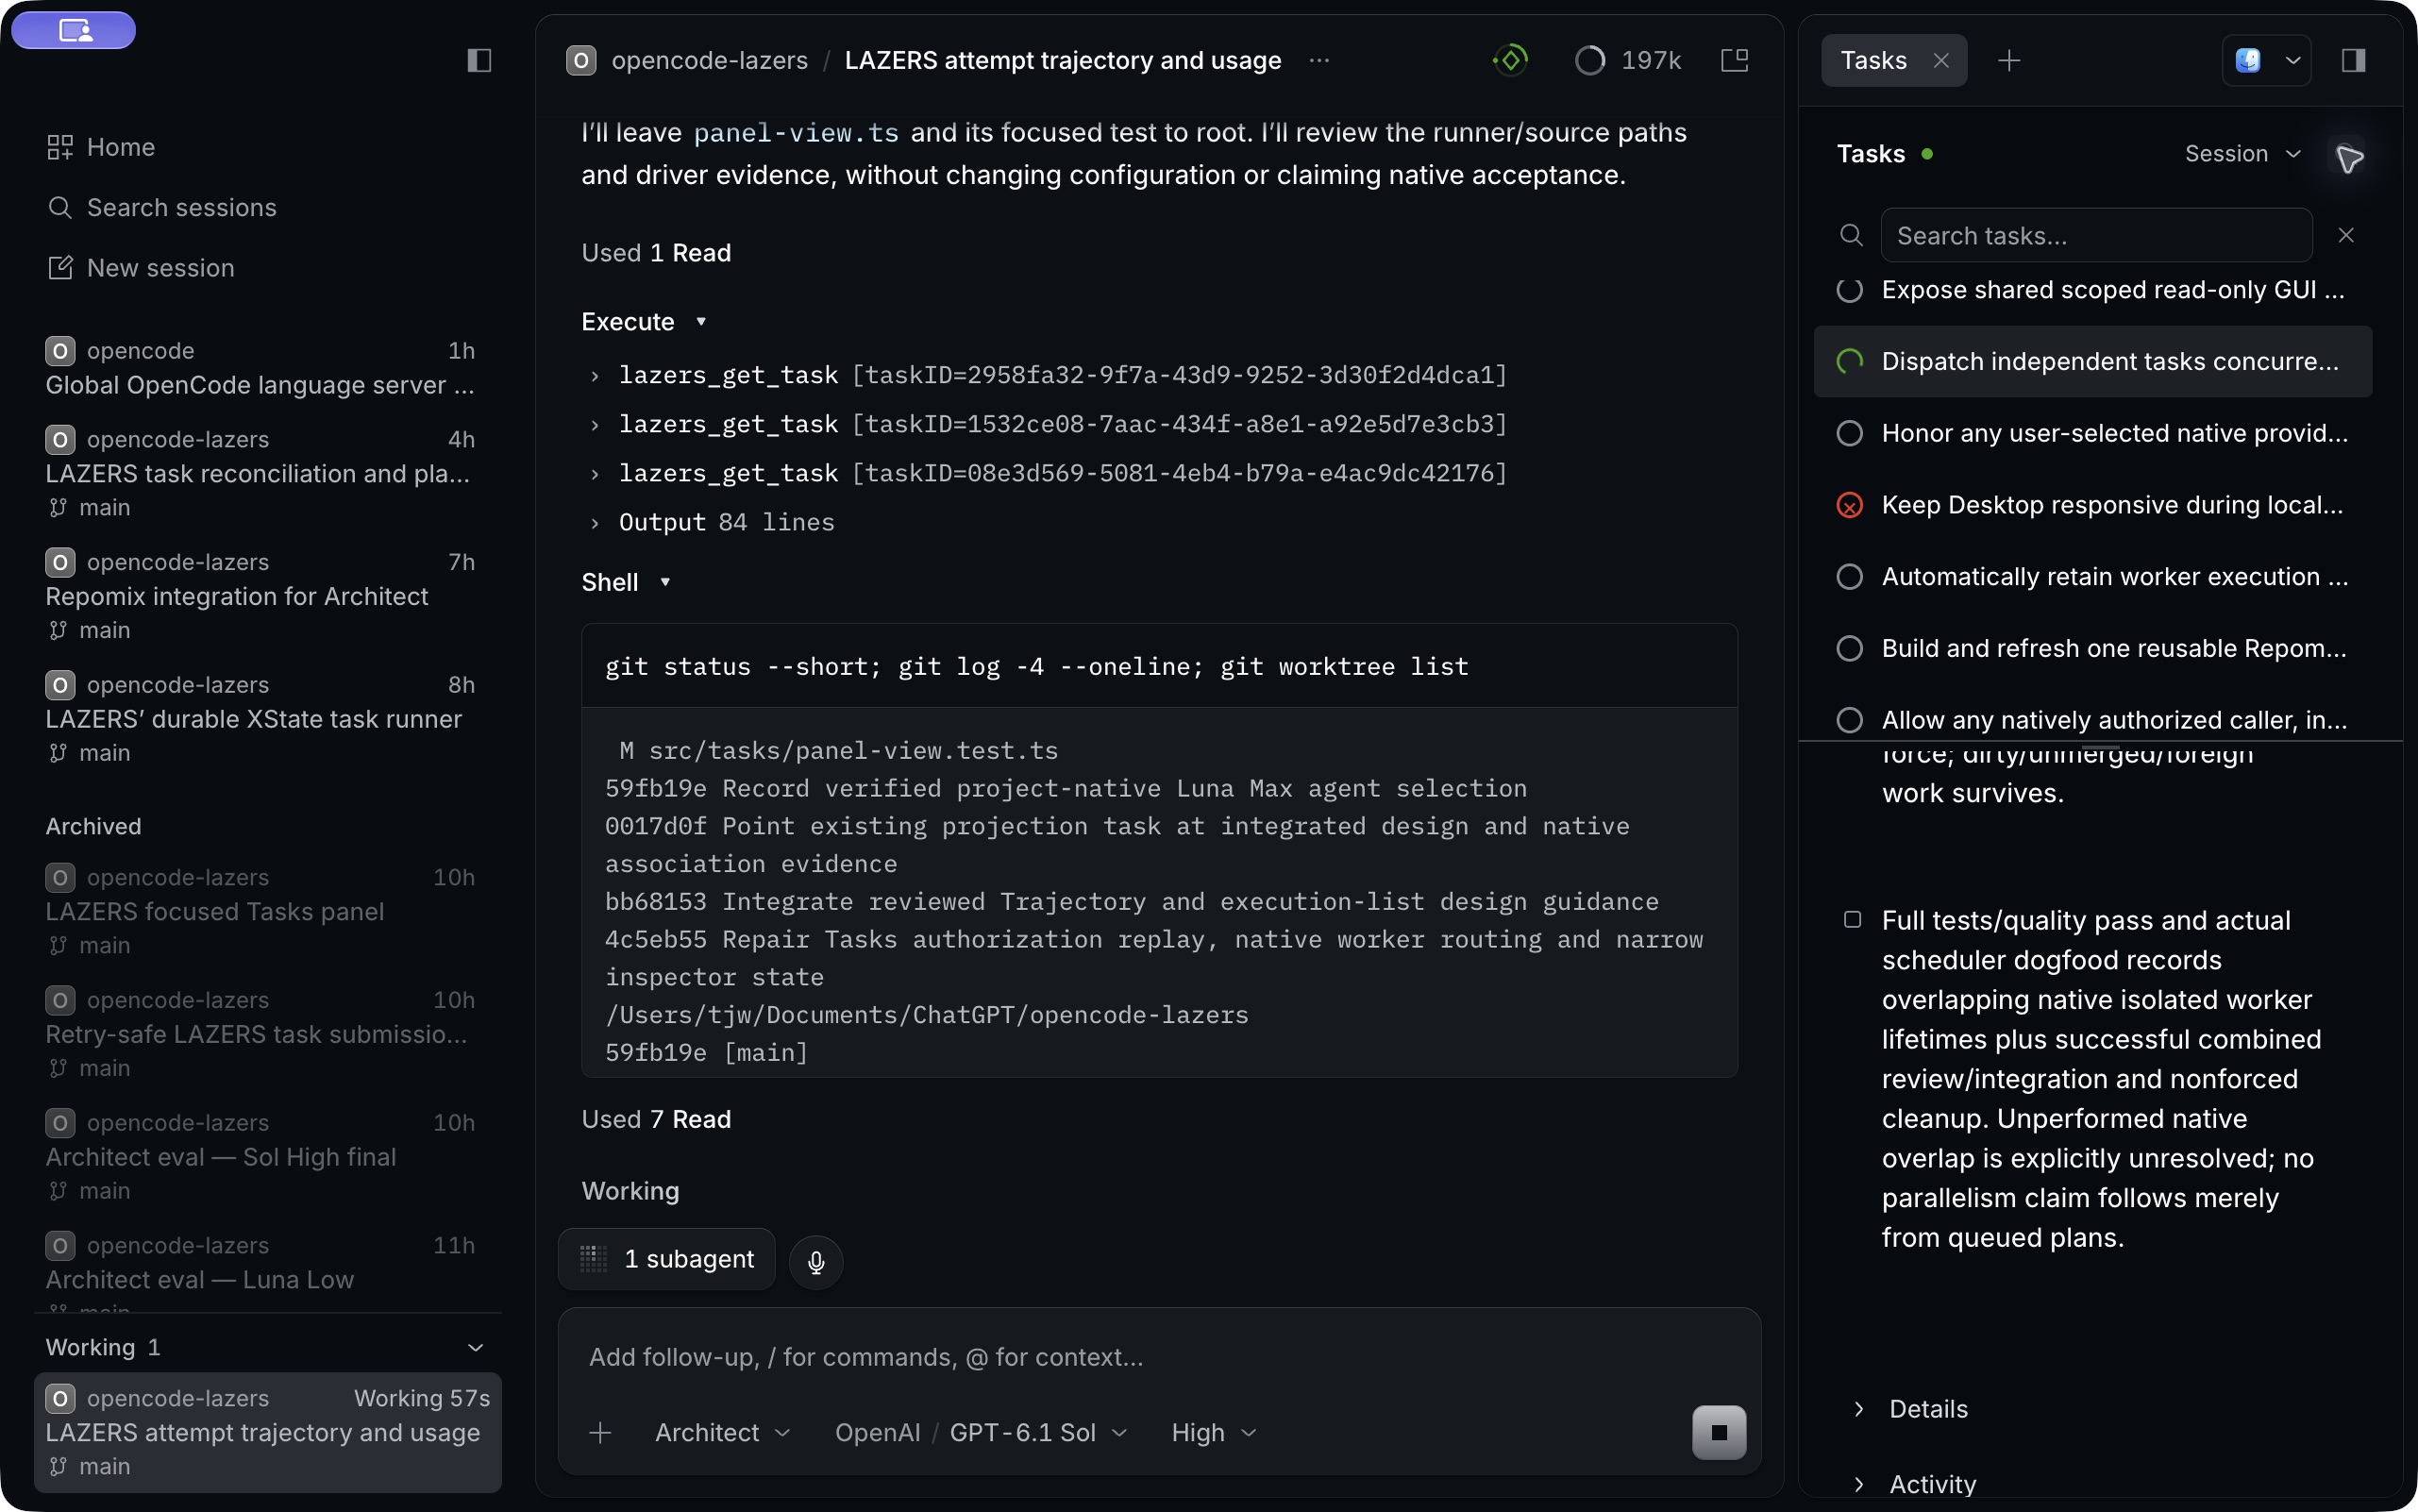 Home
Search sessions
New session
O opencode 1h
Global OpenCode language server ...
O opencode-lazers 4h
LAZERS task reconciliation and pla...
main
O opencode-lazers 7h
Repomix integration for Architect
main
O opencode-lazers 8h
LAZERS’ durable XState task runner
main
Archived
O opencode-lazers 10h
LAZERS focused Tasks panel
main
O opencode-lazers 10h
Retry-safe LAZERS task submissio...
main
O opencode-lazers 10h
Architect eval — Sol High final
main
O opencode-lazers 11h
Architect eval — Luna Low
main
Working 1
O opencode-lazers Working 57s
LAZERS attempt trajectory and usage
main
O opencode-lazers / LAZERS attempt trajectory and usage ... 197k
I’ll leave panel-view.ts and its focused test to root. I’ll review the runner/source paths
and driver evidence, without changing configuration or claiming native acceptance.
Used 1 Read
Execute
lazers_get_task [taskID=2958fa32-9f7a-43d9-9252-3d30f2d4dca1]
lazers_get_task [taskID=1532ce08-7aac-434f-a8e1-a92e5d7e3cb3]
lazers_get_task [taskID=08e3d569-5081-4eb4-b79a-e4ac9dc42176]
Output 84 lines
Shell
git status --short; git log -4 --oneline; git worktree list
M src/tasks/panel-view.test.ts
59fb19e Record verified project-native Luna Max agent selection
0017d0f Point existing projection task at integrated design and native
association evidence
bb68153 Integrate reviewed Trajectory and execution-list design guidance
4c5eb55 Repair Tasks authorization replay, native worker routing and narrow
inspector state
/Users/tjw/Documents/ChatGPT/opencode-lazers
59fb19e [main]
Used 7 Read
Working
1 subagent
Add follow-up, / for commands, @ for context...
Architect OpenAI / GPT-6.1 Sol High
Tasks
Tasks Session
Search tasks...
Expose shared scoped read-only GUI ...
Dispatch independent tasks concurre...
Honor any user-selected native provid...
Keep Desktop responsive during local...
Automatically retain worker execution ...
Build and refresh one reusable Repom...
Allow any natively authorized caller, in...
force; dirty/unmerged/foreign
work survives.
Full tests/quality pass and actual
scheduler dogfood records
overlapping native isolated worker
lifetimes plus successful combined
review/integration and nonforced
cleanup. Unperformed native
overlap is explicitly unresolved; no
parallelism claim follows merely
from queued plans.
Details
Activity